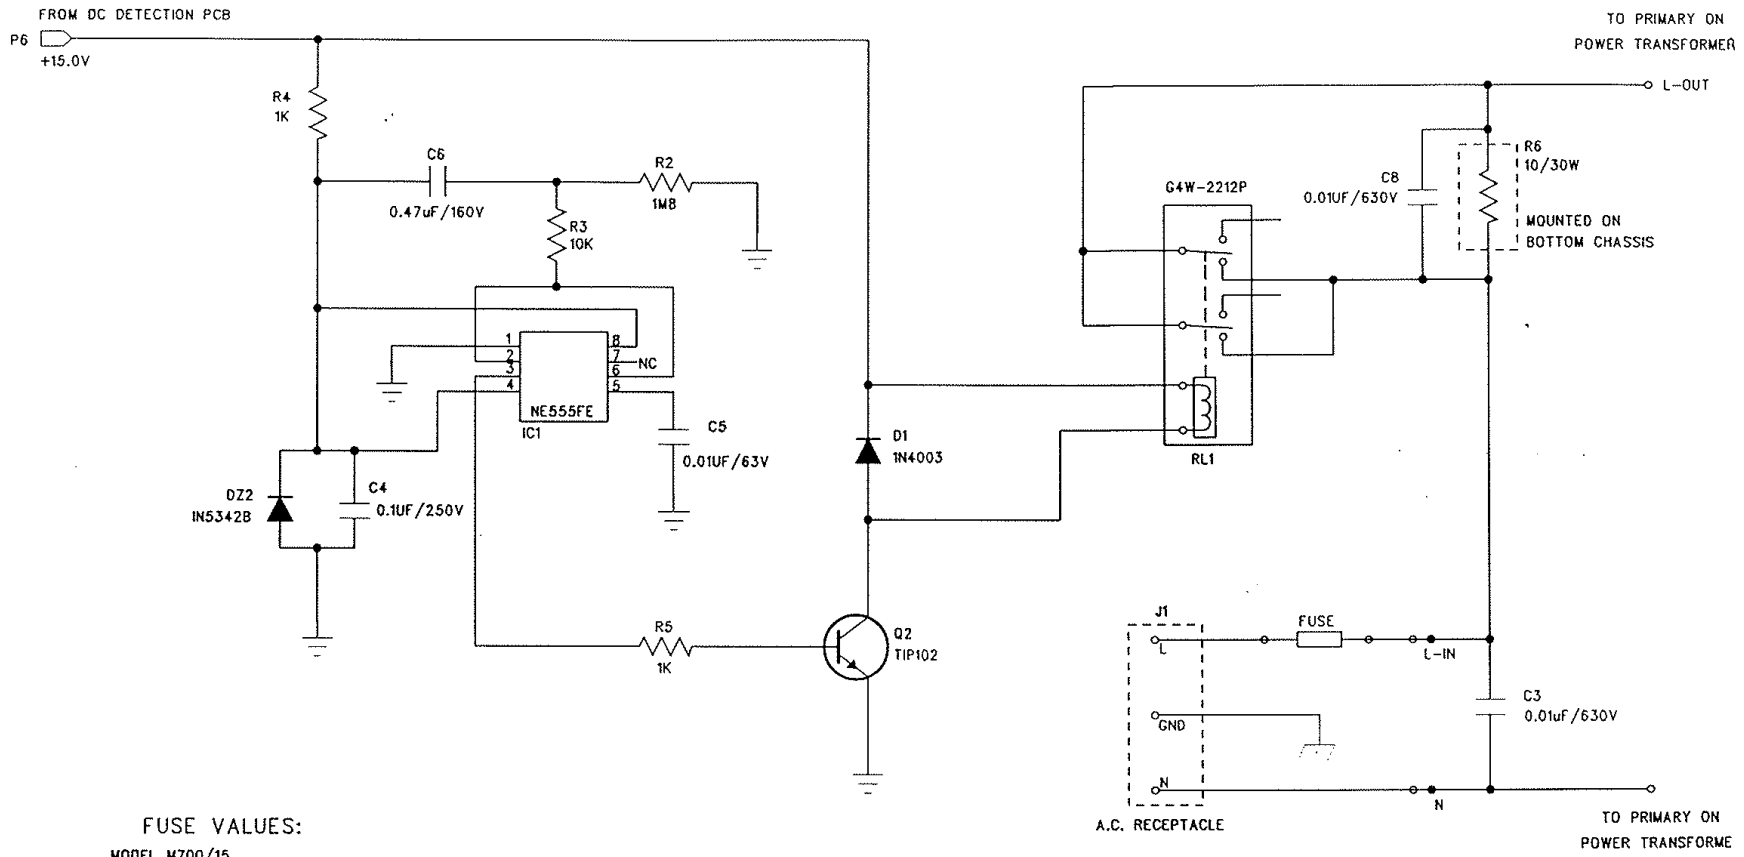 FROM DC DETECTION PCB
P6
+15.0V
TO PRIMARY ON
POWER TRANSFORMER
L-OUT
R4
1K
C6
0.47uF/160V
R2
1M8
R3
10K
G4W-2212P
C8
0.01UF/630V
R6
10/30W
MOUNTED ON
BOTTOM CHASSIS
1
2
3
4
8
7
6
5
NC
NE555FE
IC1
C5
0.01UF/63V
D1
1N4003
RL1
DZ2
IN5342B
C4
0.1UF/250V
R5
1K
Q2
TIP102
J1
L
FUSE
L-IN
GND
C3
0.01uF/630V
N
N
A.C. RECEPTACLE
TO PRIMARY ON
POWER TRANSFORME
FUSE VALUES:
MODEL M700/15